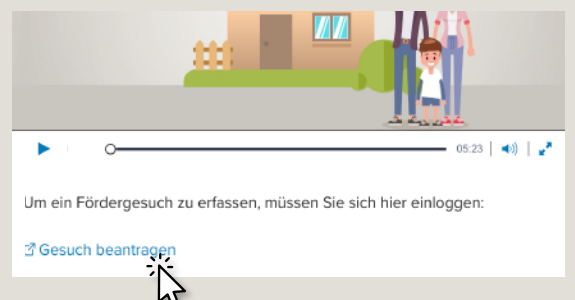 05:23
Um ein Fördergesuch zu erfassen, müssen Sie sich hier einloggen:
Gesuch beantragen